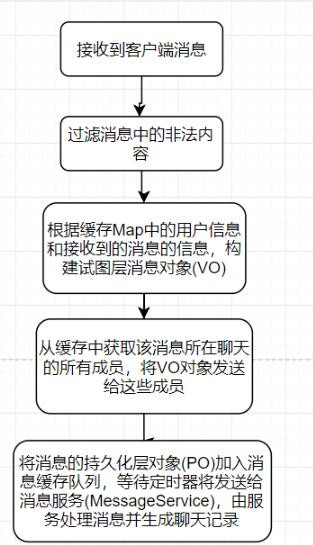 接收到客户端消息
过滤消息中的非法内
容
根据缓存Map中的用户信息
和接收到的消息的信息，构
建试图层消息对象(VO)
从缓存中获取该消息所在聊天
的所有成员，将VO对象发送
给这些成员
将消息的持久化层对象(PO)加入消
息缓存队列，等待定时器将发送给
消息服务(MessageService)，由服
务处理消息并生成聊天记录